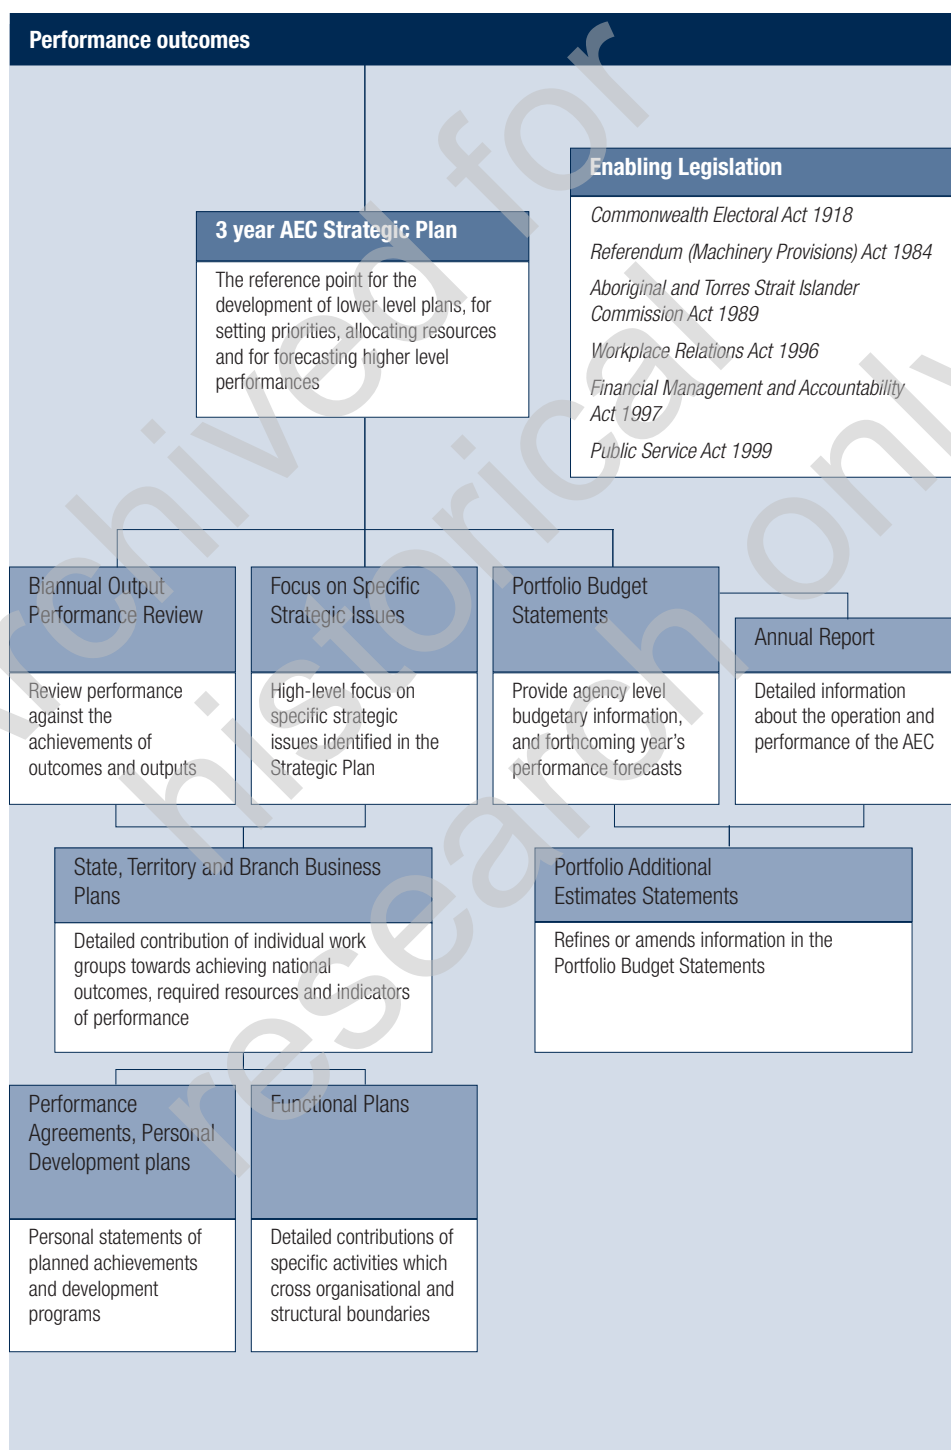 Performance outcomes
Enabling Legislation
Commonwealth Electoral Act 1918
Referendum (Machinery Provisions) Act 1984
Aboriginal and Torres Strait Islander
Commission Act 1989
Workplace Relations Act 1996
Financial Management and Accountability
Act 1997
Public Service Act 1999
3 year AEC Strategic Plan
The reference point for the
development of lower level plans, for
setting priorities, allocating resources
and for forecasting higher level
performances
Biannual Output
Performance Review
Review performance
against the
achievements of
outcomes and outputs
Focus on Specific
Strategic Issues
High-level focus on
specific strategic
issues identified in the
Strategic Plan
Portfolio Budget
Statements
Provide agency level
budgetary information,
and forthcoming year's
performance forecasts
Annual Report
Detailed information
about the operation and
performance of the AEC
State, Territory and Branch Business
Plans
Detailed contribution of individual work
groups towards achieving national
outcomes, required resources and indicators
of performance
Portfolio Additional
Estimates Statements
Refines or amends information in the
Portfolio Budget Statements
Performance
Agreements, Personal
Development plans
Personal statements of
planned achievements
and development
programs
Functional Plans
Detailed contributions of
specific activities which
cross organisational and
structural boundaries
Archived for
historical
research only